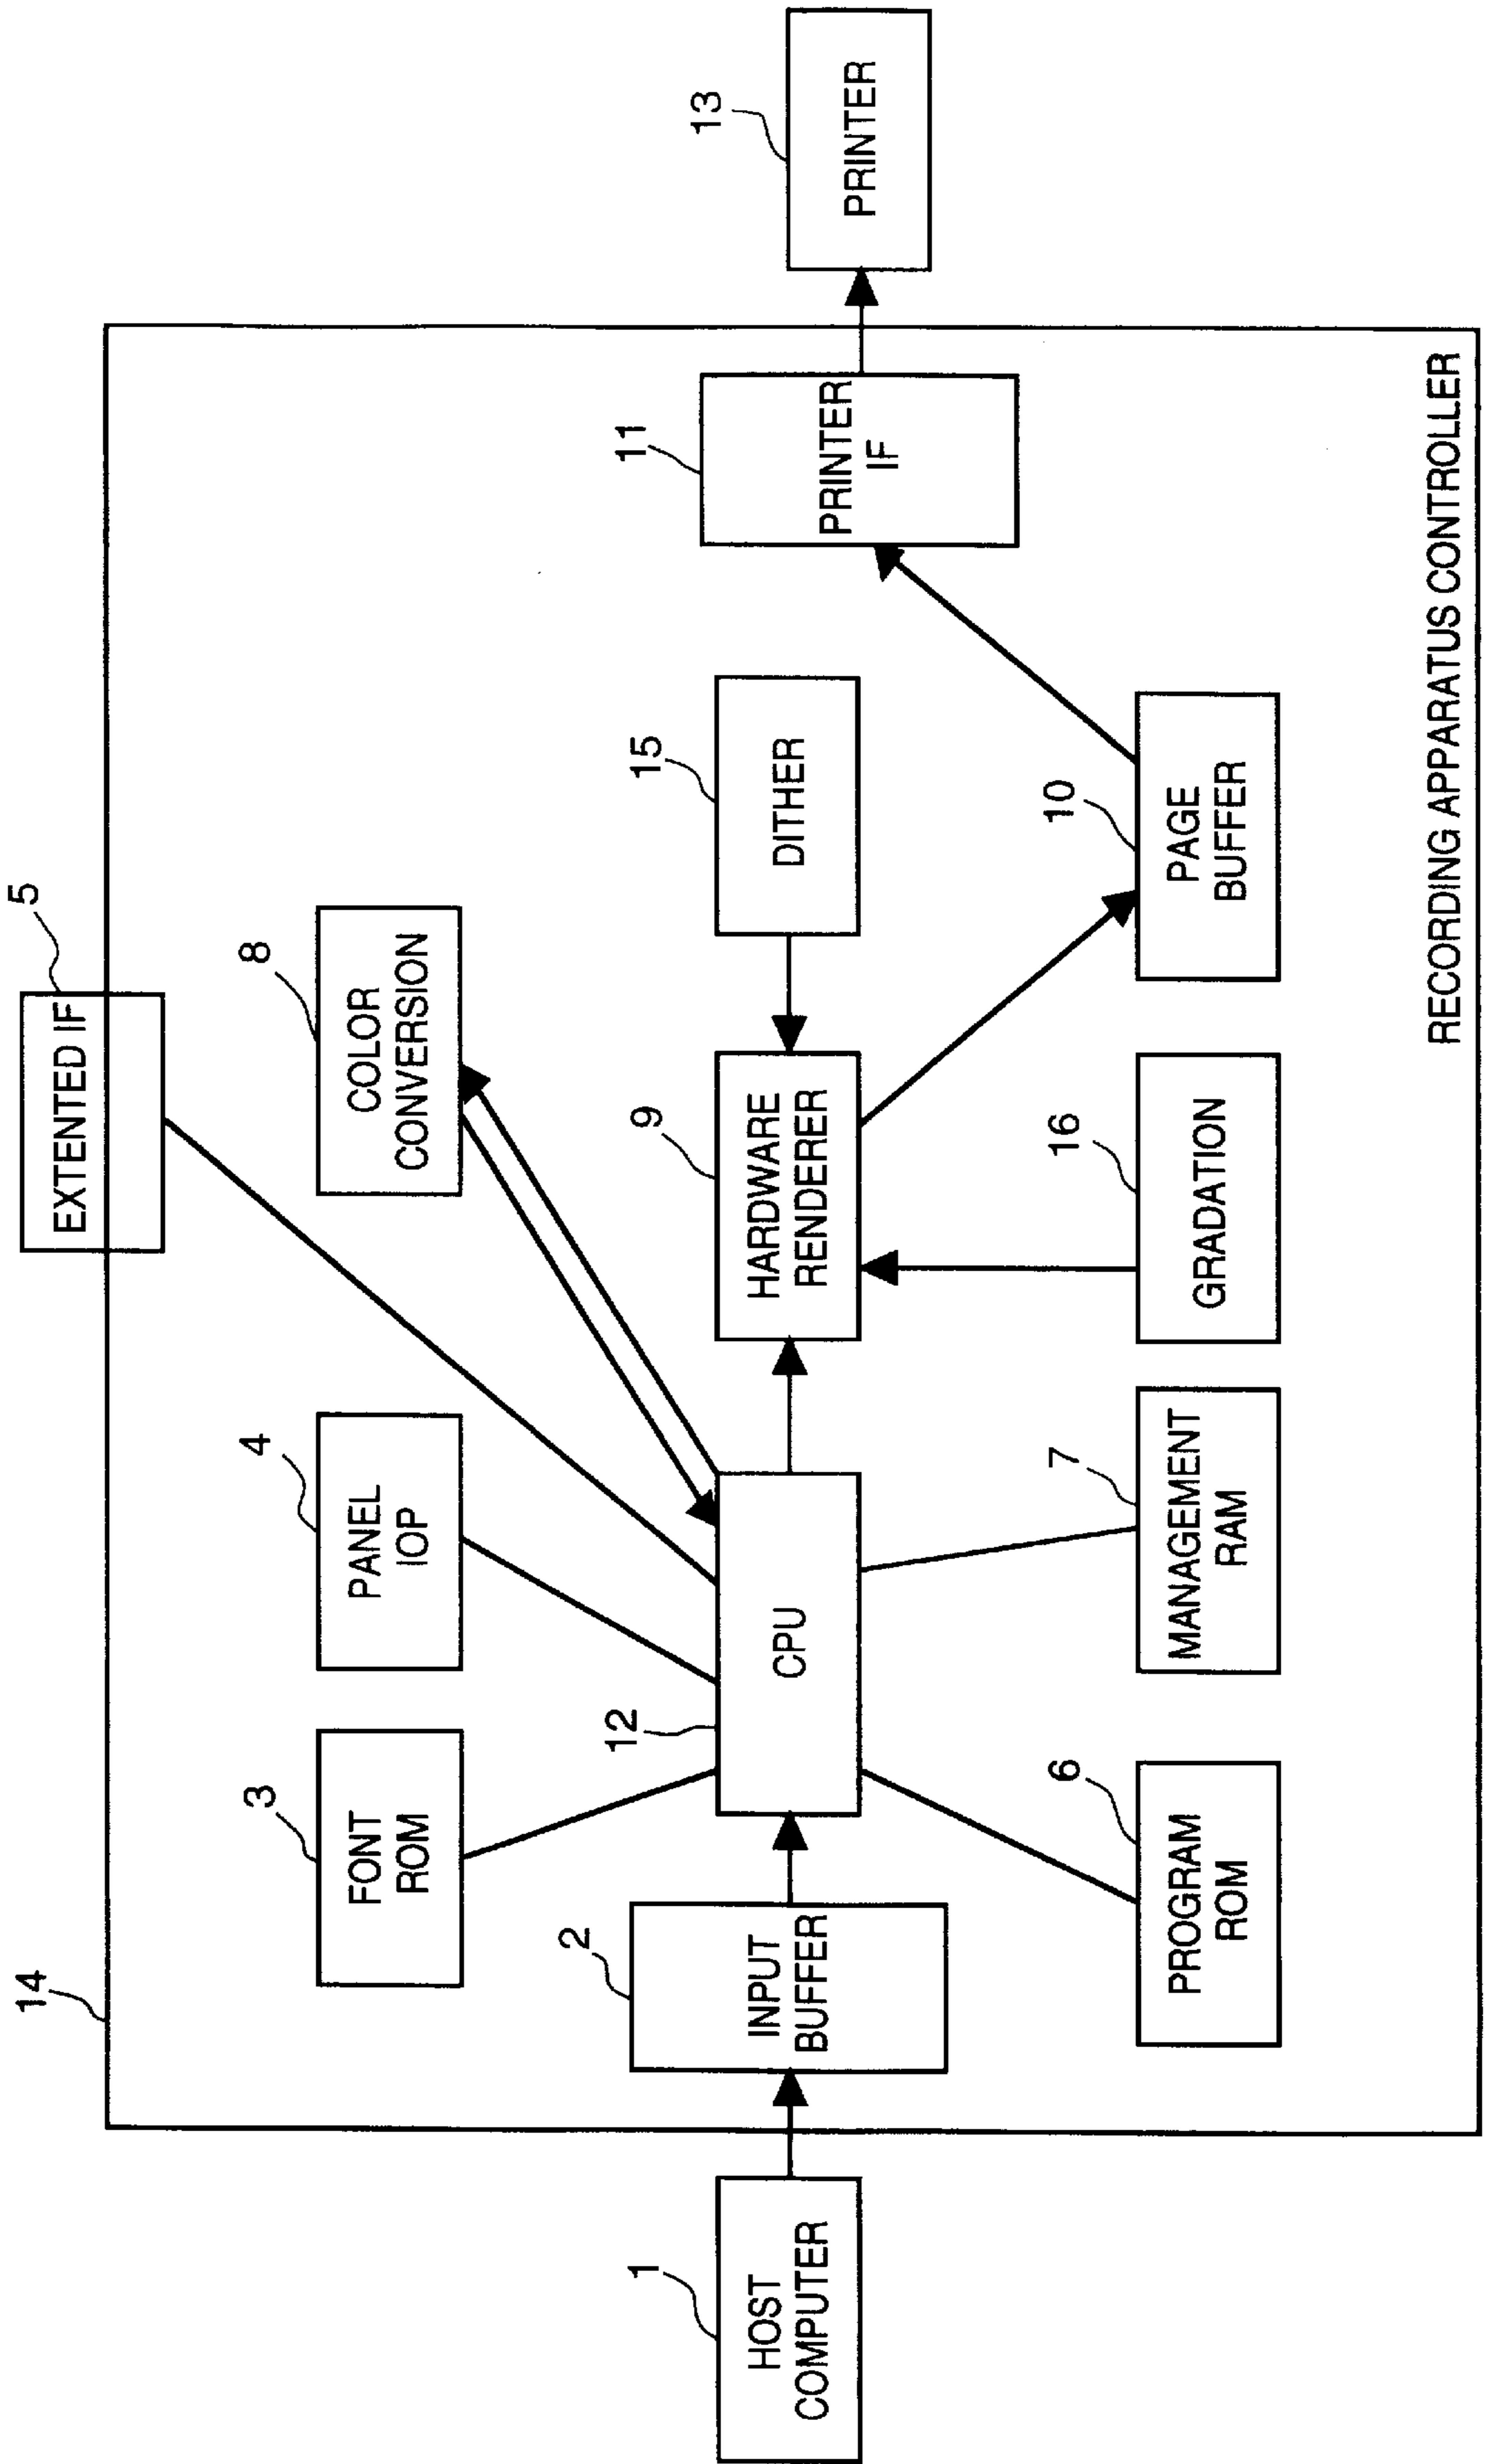 14
5
EXTENTED IF
3
FONT
ROM
4
PANEL
IOP
8
COLOR
CONVERSION
1
HOST
COMPUTER
2
INPUT
BUFFER
12
CPU
9
HARDWARE
RENDERER
15
DITHER
11
PRINTER
IF
13
PRINTER
6
PROGRAM
ROM
7
MANAGEMENT
RAM
16
GRADATION
10
PAGE
BUFFER
RECORDING APPARATUS CONTROLLER